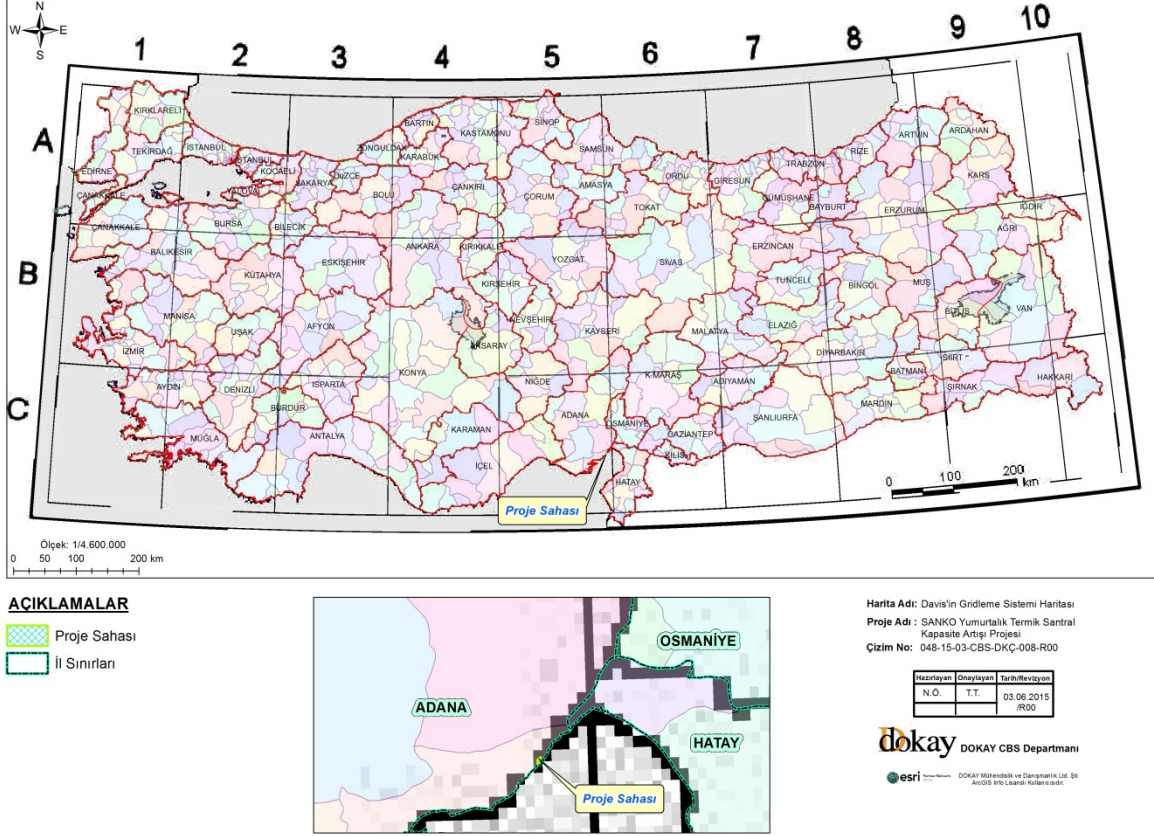 N
W E
S
1 2 3 4 5 6 7 8 9 10
A
B
C
KIRKLARELİ
TEKİRDAĞ
EDİRNE
İSTANBUL
İSTANBUL
KOCAELİ
YALOVA
SAKARYA
DÜZCE
ZONGULDAK
BARTIN
KARABÜK
KASTAMONU
SİNOP
SAMSUN
ORDU
GİRESUN
TRABZON
RİZE
ARTVİN
ARDAHAN
KARS
ÇANAKKALE
ÇANAKKALE
BALIKESİR
BURSA
BİLECİK
BOLU
ÇANKIRI
ÇORUM
AMASYA
TOKAT
GÜMÜŞHANE
BAYBURT
ERZURUM
AĞRI
IĞDIR
KÜTAHYA
ESKİŞEHİR
ANKARA
KIRIKKALE
YOZGAT
SİVAS
ERZİNCAN
TUNCELİ
BİNGÖL
MUŞ
BİTLİS
VAN
MANİSA
UŞAK
AFYON
KIRŞEHİR
NEVŞEHİR
KAYSERİ
MALATYA
ELAZIĞ
DİYARBAKIR
İZMİR
AYDIN
DENİZLİ
ISPARTA
BURDUR
KONYA
AKSARAY
NİĞDE
K.MARAŞ
ADIYAMAN
BATMAN
SİİRT
ŞIRNAK
HAKKARİ
MUĞLA
ANTALYA
KARAMAN
İÇEL
ADANA
OSMANİYE
GAZİANTEP
KİLİS
HATAY
ŞANLIURFA
MARDİN
Proje Sahası
0 100 200
km
Ölçek: 1/4.600.000
0 50 100 200 km
AÇIKLAMALAR
Proje Sahası
İl Sınırları
OSMANİYE
ADANA
HATAY
Proje Sahası
Harita Adı: Davis'in Gridleme Sistemi Haritası
Proje Adı : SANKO Yumurtalık Termik Santral
Kapasite Artışı Projesi
Çizim No: 048-15-03-CBS-DKÇ-008-R00
Hazırlayan Onaylayan Tarih/Revizyon
N.Ö. T.T. 03.06.2015
/R00
Dokay DOKAY CBS Departmanı
esri DOKAY Mühendislik ve Danışmanlık Ltd. Şti
ArcGIS Info Lisanslı Kullanıcısıdır.